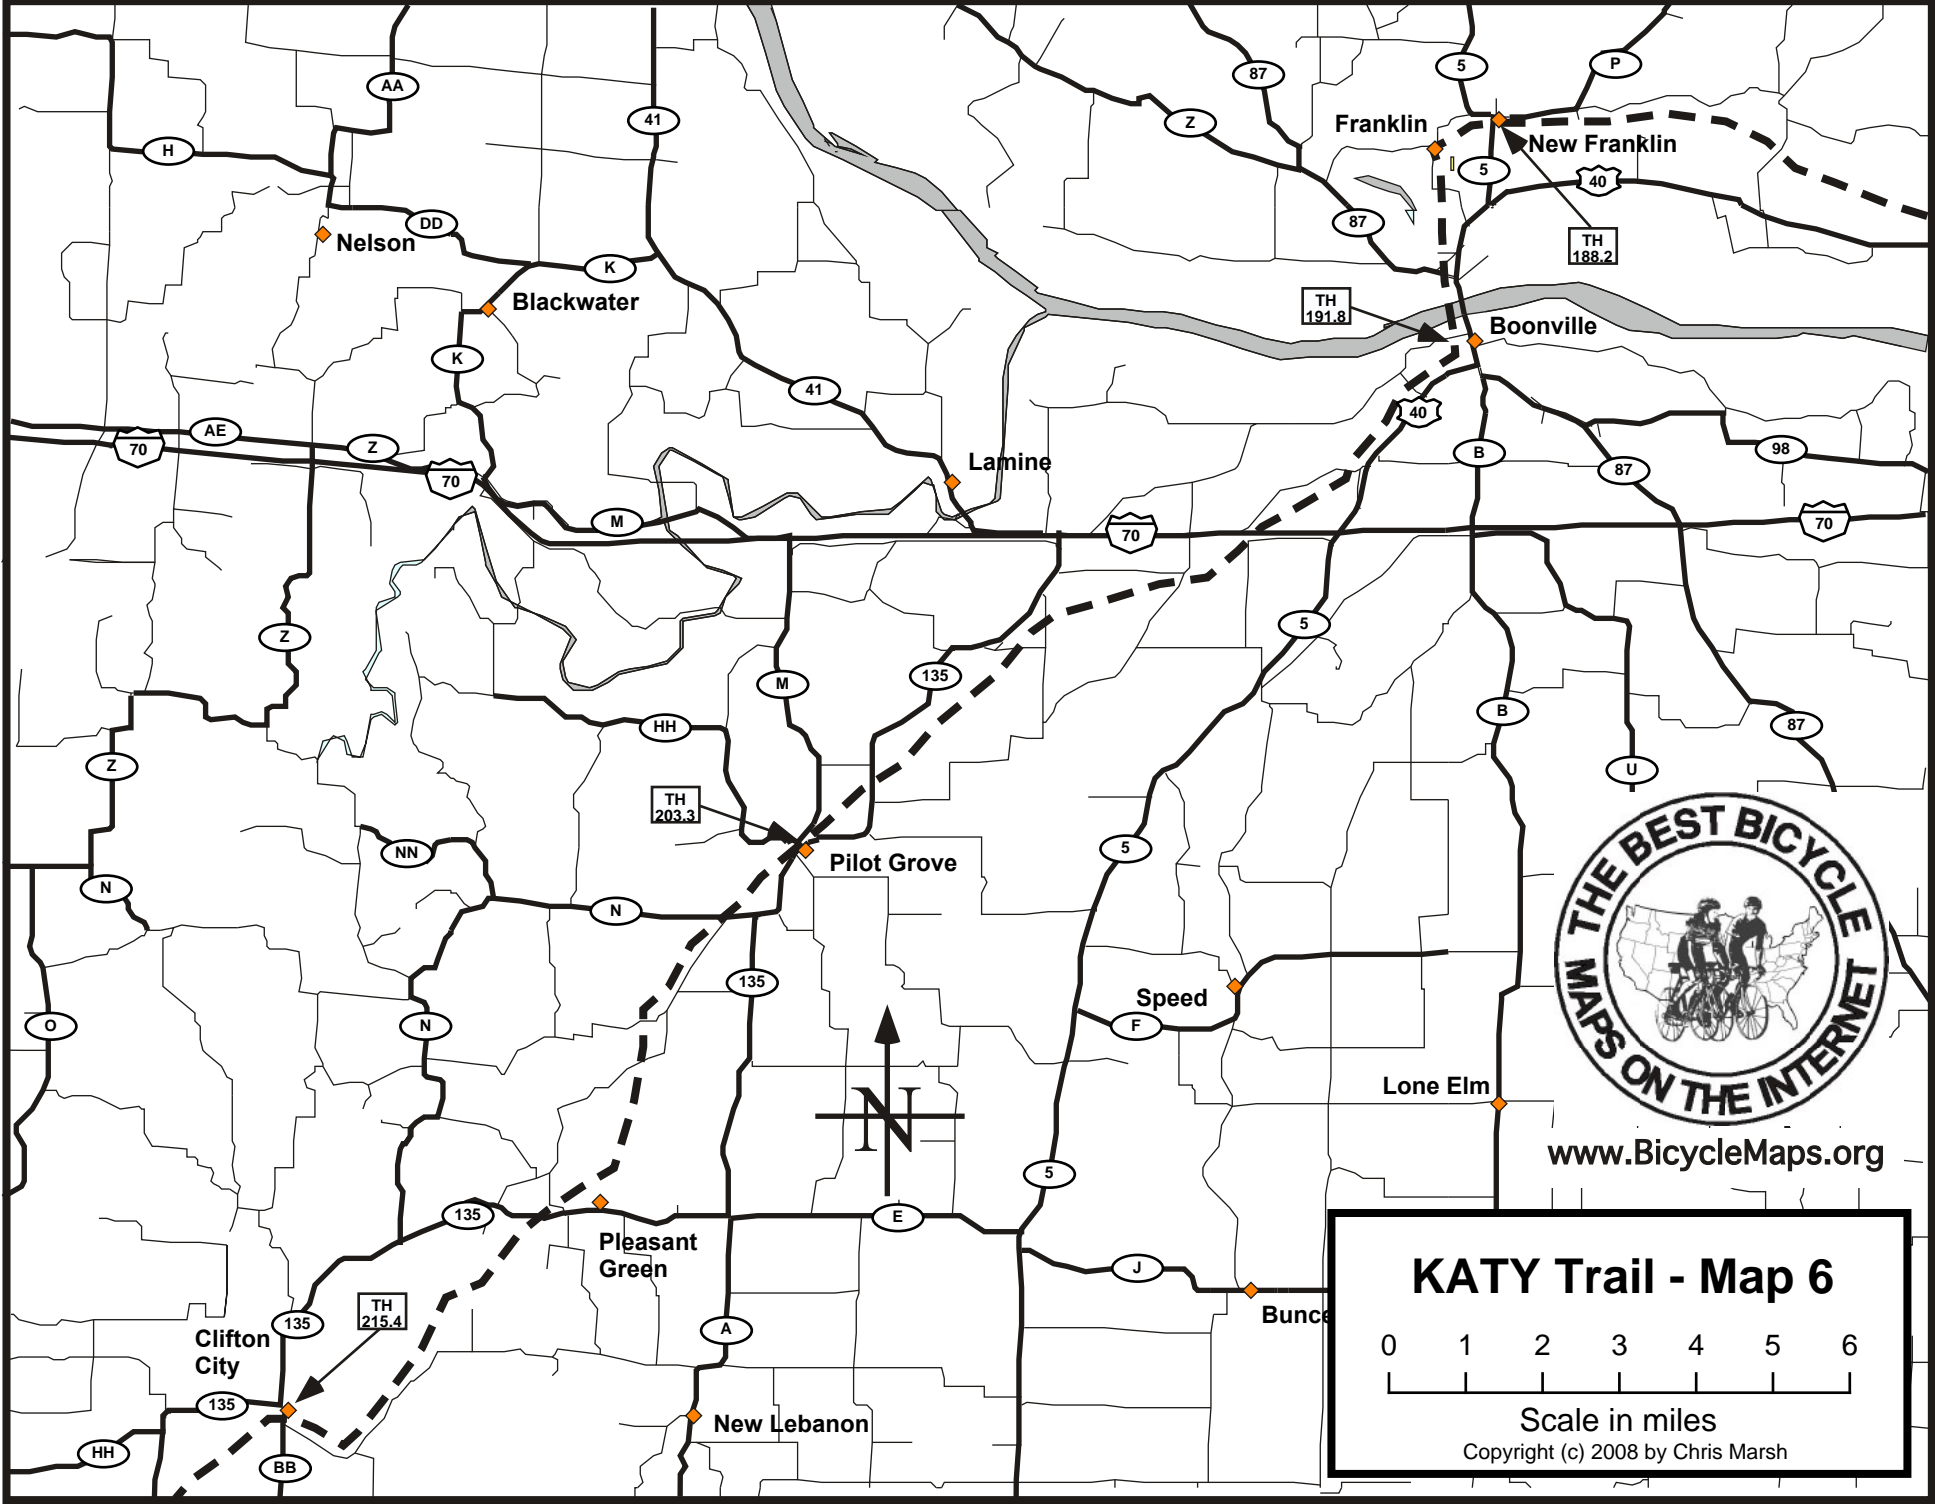 5
P
87
AA
41
Z
Franklin
New Franklin
H
5
40
DD
87
Nelson
TH
188.2
K
Blackwater
TH
191.8
Boonville
K
41
40
AE
Z
70
B
98
Lamine
87
70
M
70
70
Z
5
M
135
B
HH
87
Z
U
TH
203.3
THE BEST BICYCLE
MAPS ON THE INTERNET
NN
Pilot Grove
5
N
N
135
Speed
O
N
F
Lone Elm
N
www.BicycleMaps.org
5
135
E
Pleasant
Green
J
KATY Trail - Map 6
TH
215.4
Bunce
135
Clifton
City
A
0 1 2 3 4 5 6
135
New Lebanon
Scale in miles
HH
Copyright (c) 2008 by Chris Marsh
BB